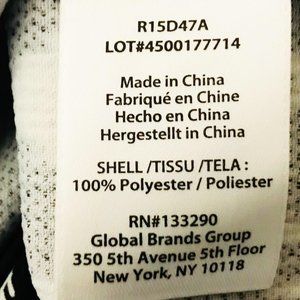 R15D47A
LOT#4500177714
Made in China
Fabriqué en Chine
Hecho en China
Hergestellt in China
SHELL /TISSU /TELA :
100% Polyester / Poliester
RN#133290
Global Brands Group
350 5th Avenue 5th Floor
New York, NY 10118